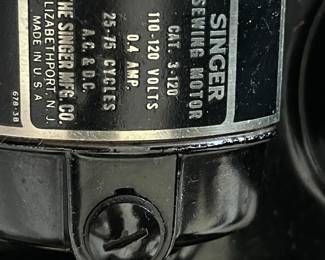 SINGER
SEWING MOTOR
CAT. 3-120
110-120 VOLTS
0.4 AMP.
25-75 CYCLES
A.C. & D.C.
THE SINGER MFG. CO.
ELIZABETHPORT, N. J.
MADE IN U.S.A
678-38